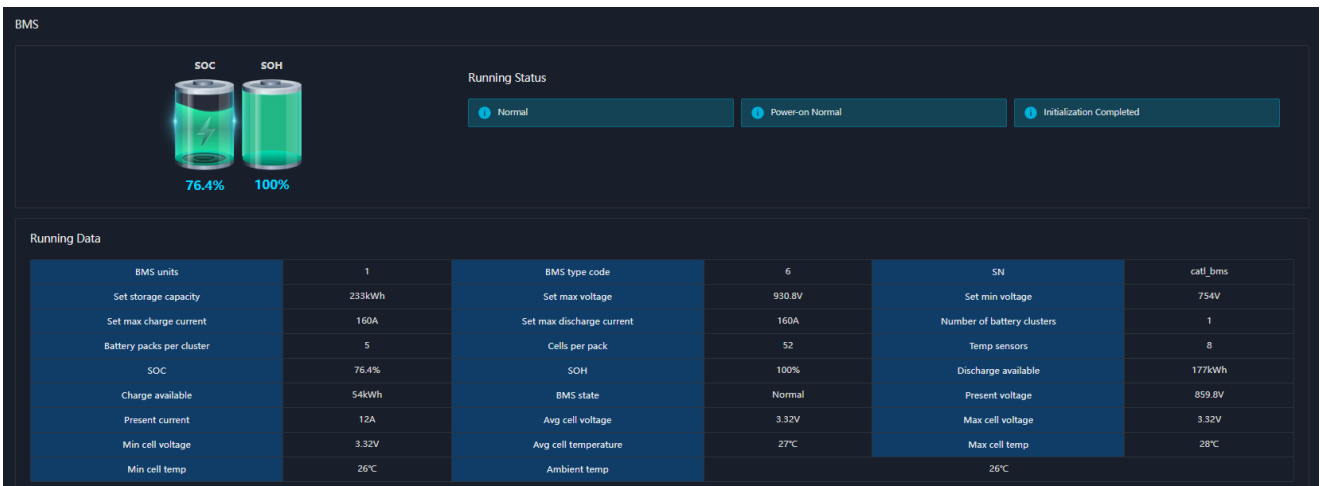 BMS
SOC SOH
76.4% 100%
Running Status
Normal Power-on Normal Initialization Completed
Running Data
BMS units 1 BMS type code 6 SN catl_bms
Set storage capacity 233kWh Set max voltage 930.8V Set min voltage 754V
Set max charge current 160A Set max discharge current 160A Number of battery clusters 1
Battery packs per cluster 5 Cells per pack 52 Temp sensors 8
SOC 76.4% SOH 100% Discharge available 177kWh
Charge available 54kWh BMS state Normal Present voltage 859.8V
Present current 12A Avg cell voltage 3.32V Max cell voltage 3.32V
Min cell voltage 3.32V Avg cell temperature 27℃ Max cell temp 28℃
Min cell temp 26℃ Ambient temp 26℃